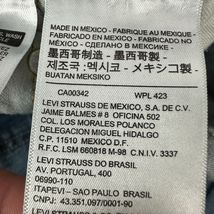 S, WASH
MADE IN MEXICO - FABRIQUE AU
MEXIQUE - FABRICADO EN
MEXICO - СДЕЛАНО В МЕКСИКЕ
墨西哥製 - 墨西哥制
제조국 : 멕시코 - メキシコ製
BUATAN MEKSIKO
CA00342 WPL 423
LEVI STRAUSS DE MEXICO, S.A. DE C.V.
JAIME BALMES # 8 OFICINA 502
COL. LOS MORALES POLANCO
DELEGACION MIGUEL HIDALGO
C.P. 11510, MEXICO, D.F.
R.F.C. LSM 660818 M-98 C.N.I.V. 3337
LEVI STRAUSS DO BRASIL
AV. PORTUGAL, 400
06990-110
ITAPEVI - SAO PAULO BRASIL
CNPJ: 43.351.097/0001-90